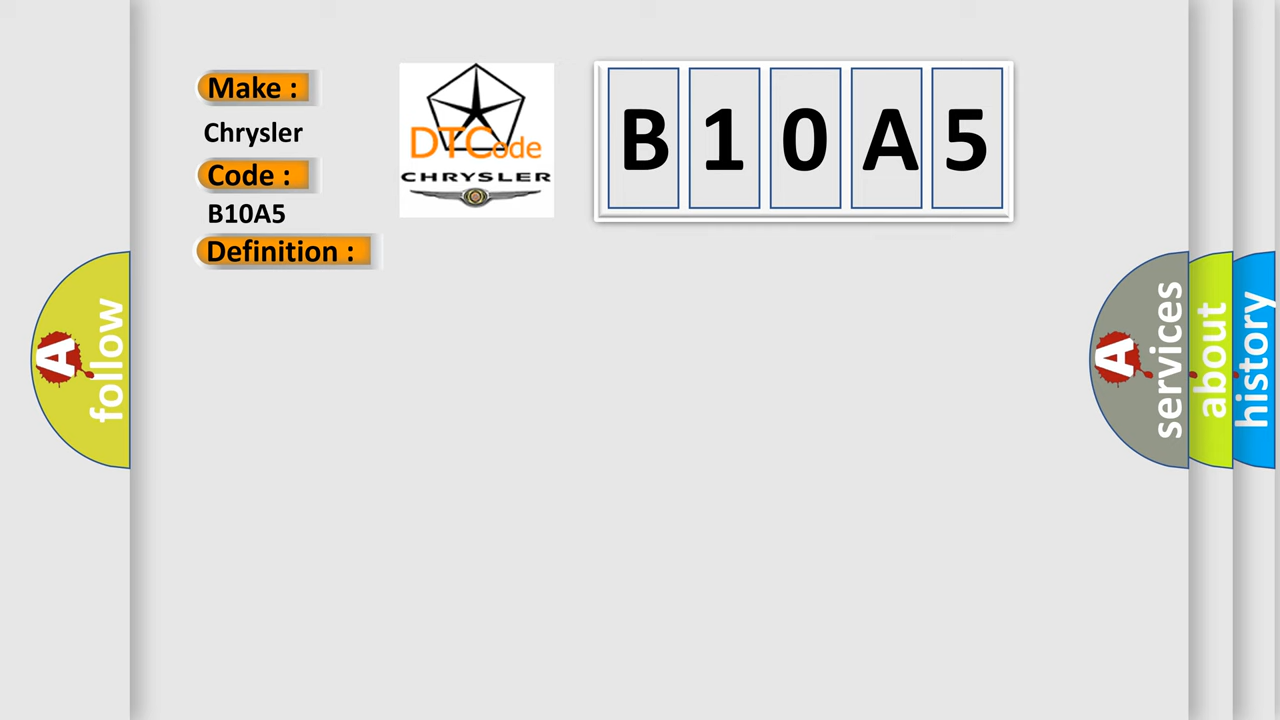 Make :
Chrysler
Code :
B10A5
Definition :
DTCode
CHRYSLER
B 1 0 A 5
A follow
A services
about
history